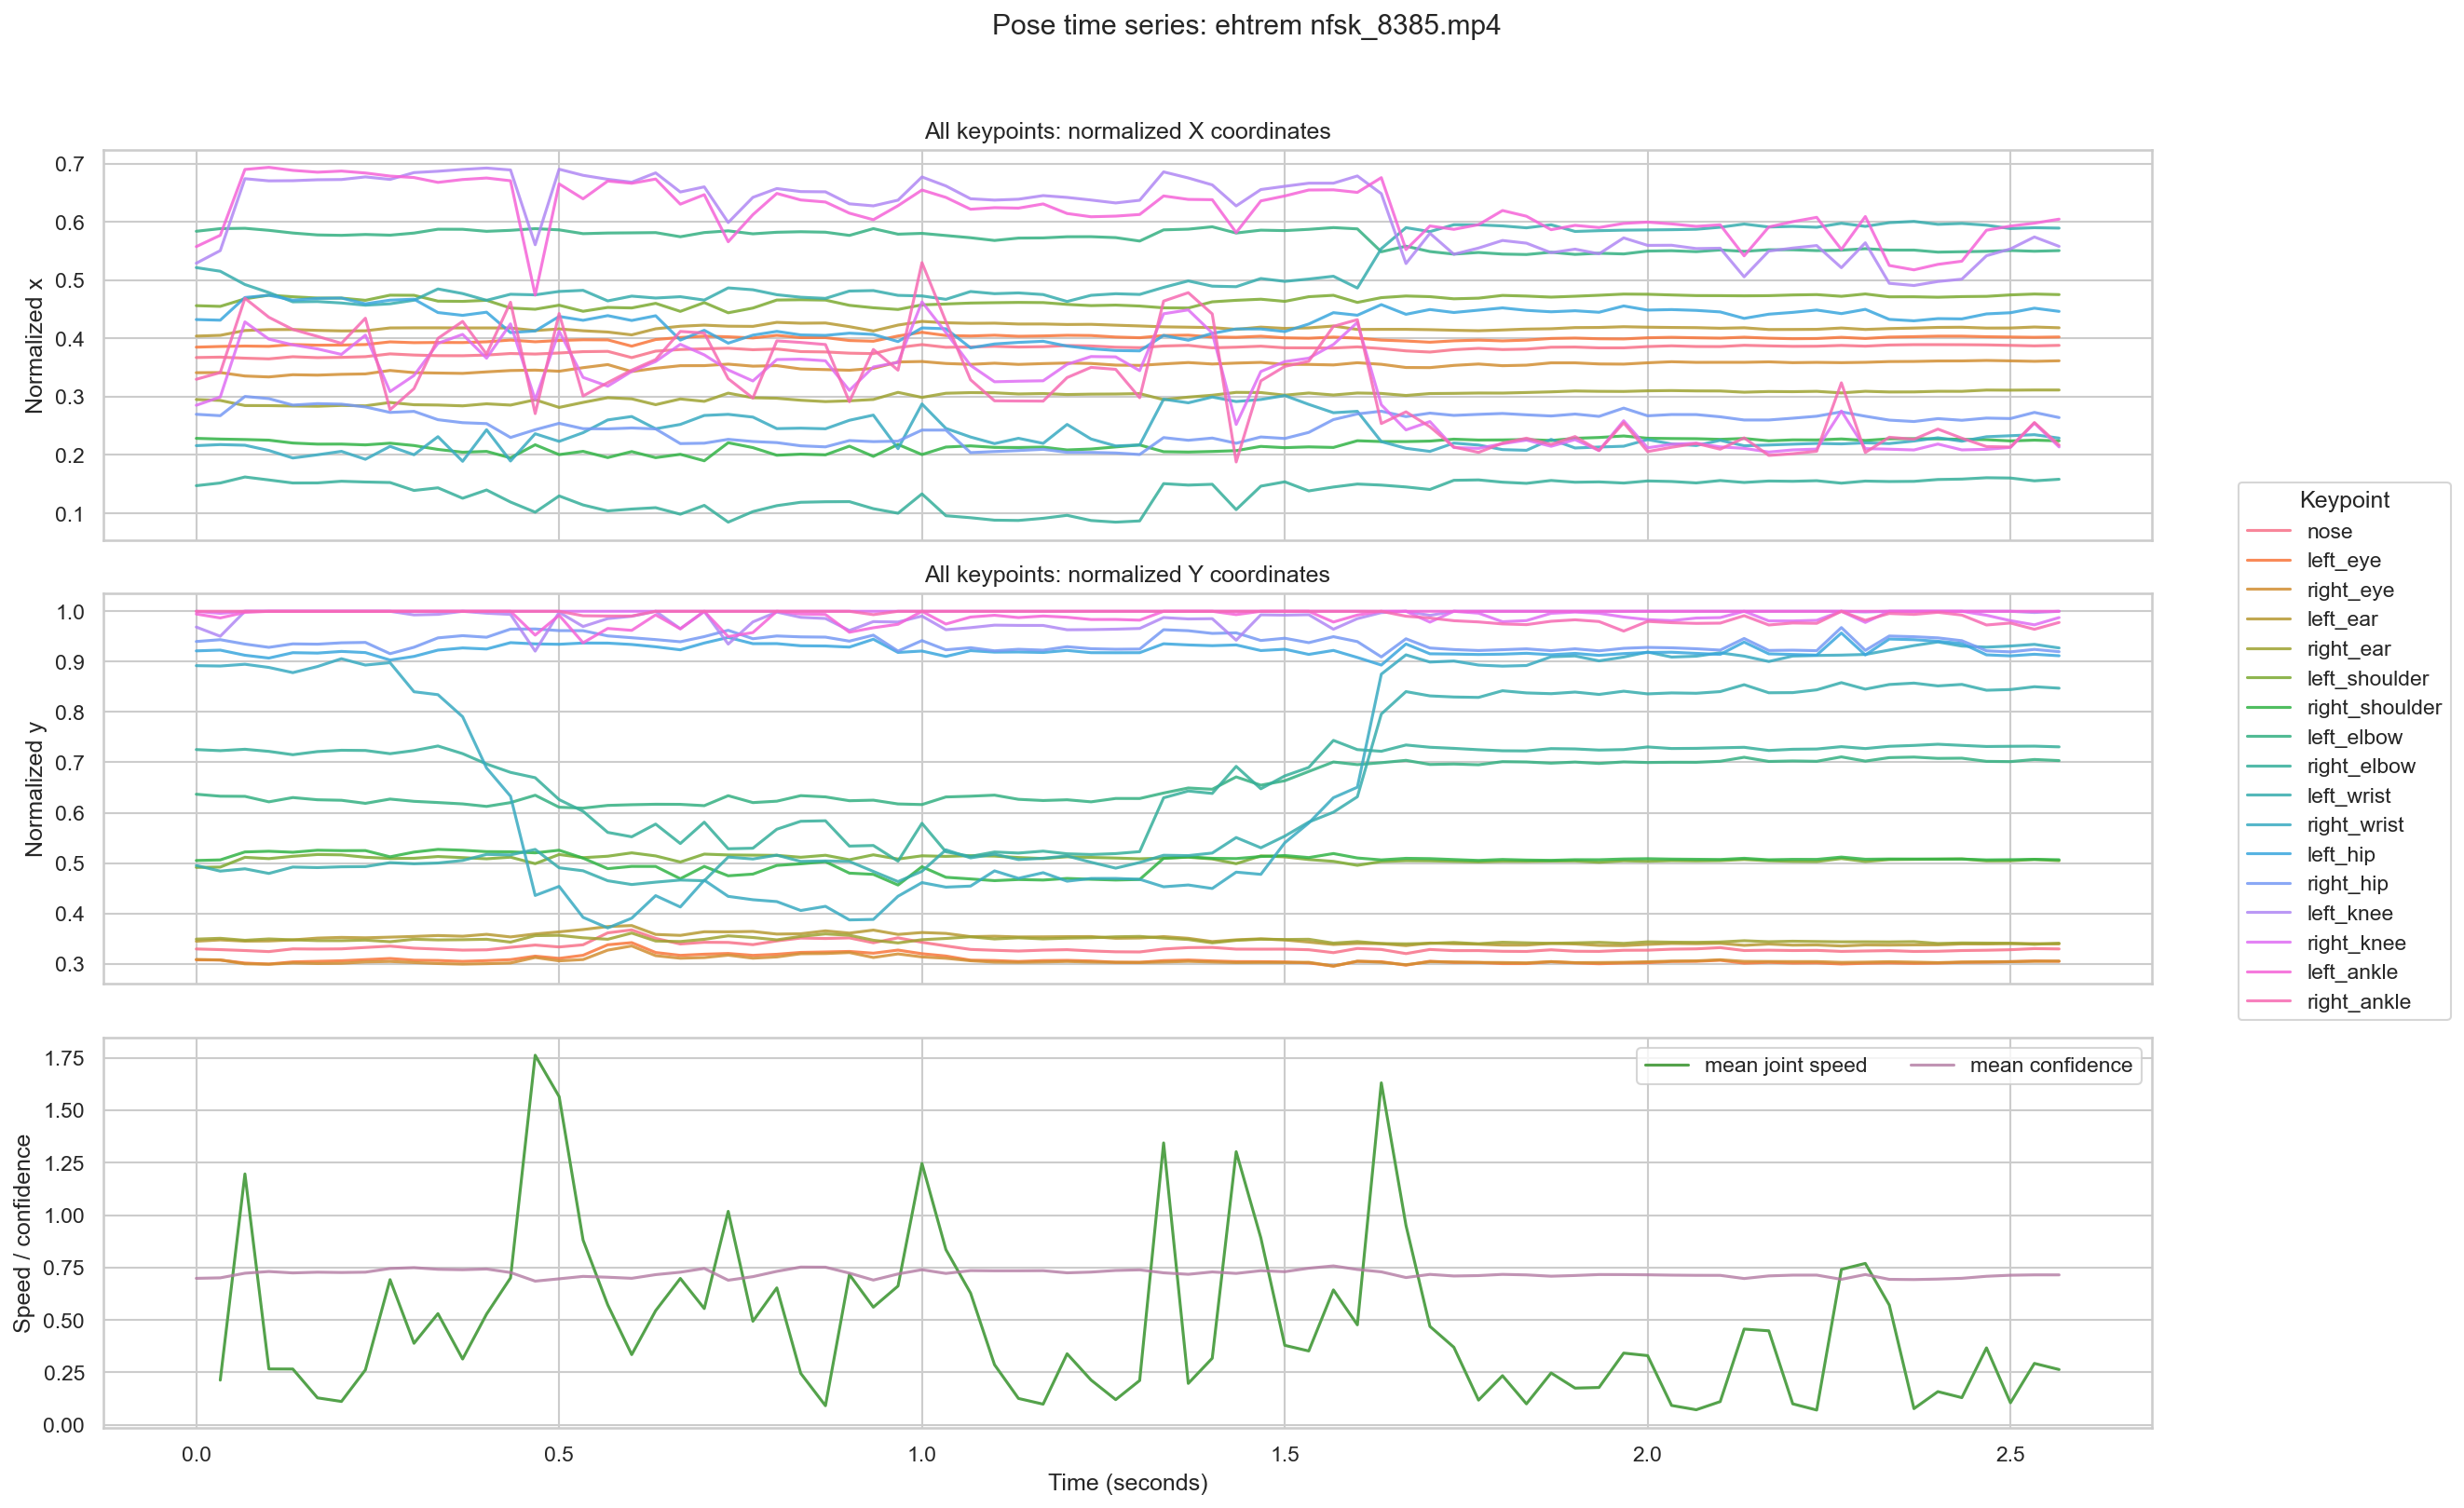 Pose time series: ehtrem nfsk_8385.mp4
All keypoints: normalized X coordinates
Normalized x
0.7
0.6
0.5
0.4
0.3
0.2
0.1
All keypoints: normalized Y coordinates
Normalized y
1.0
0.9
0.8
0.7
0.6
0.5
0.4
0.3
Keypoint
nose
left_eye
right_eye
left_ear
right_ear
left_shoulder
right_shoulder
left_elbow
right_elbow
left_wrist
right_wrist
left_hip
right_hip
left_knee
right_knee
left_ankle
right_ankle
Speed / confidence
1.75
1.50
1.25
1.00
0.75
0.50
0.25
0.00
mean joint speed mean confidence
0.0 0.5 1.0 1.5 2.0 2.5
Time (seconds)